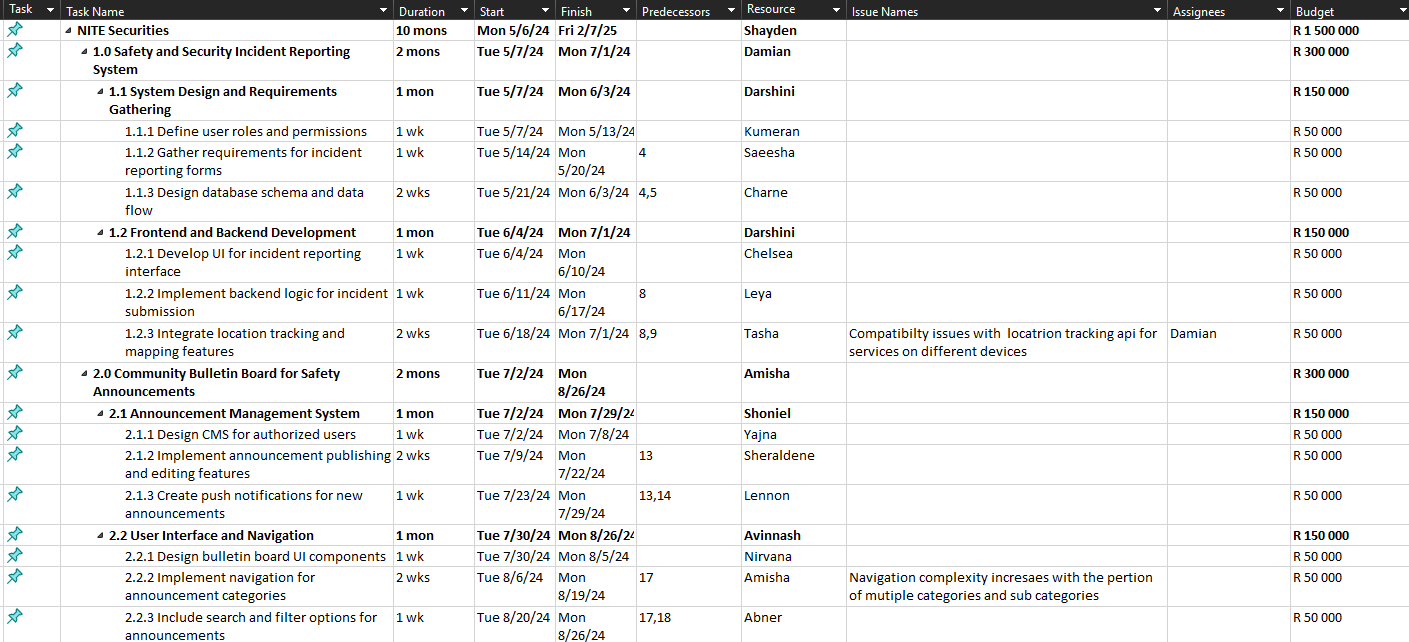 Task Task Name Duration Start Finish Predecessors Resource Issue Names Assignees Budget
NITE Securities 10 mons Mon 5/6/24 Fri 2/7/25 Shayden R 1 500 000
1.0 Safety and Security Incident Reporting 2 mons Tue 5/7/24 Mon 7/1/24 Damian R 300 000
System
1.1 System Design and Requirements 1 mon Tue 5/7/24 Mon 6/3/24 Darshini R 150 000
Gathering
1.1.1 Define user roles and permissions 1 wk Tue 5/7/24 Mon 5/13/24 Kumeran R 50 000
1.1.2 Gather requirements for incident 1 wk Tue 5/14/24 Mon 4 Saeesha R 50 000
reporting forms 5/20/24
1.1.3 Design database schema and data 2 wks Tue 5/21/24 Mon 6/3/24 4,5 Charne R 50 000
flow
1.2 Frontend and Backend Development 1 mon Tue 6/4/24 Mon 7/1/24 Darshini R 150 000
1.2.1 Develop UI for incident reporting 1 wk Tue 6/4/24 Mon Chelsea R 50 000
interface 6/10/24
1.2.2 Implement backend logic for incident 1 wk Tue 6/11/24 Mon 8 Leya R 50 000
submission 6/17/24
1.2.3 Integrate location tracking and 2 wks Tue 6/18/24 Mon 7/1/24 8,9 Tasha Compatibilty issues with locatrion tracking api for Damian R 50 000
mapping features services on different devices
2.0 Community Bulletin Board for Safety 2 mons Tue 7/2/24 Mon Amisha R 300 000
Announcements 8/26/24
2.1 Announcement Management System 1 mon Tue 7/2/24 Mon 7/29/24 Shoniel R 150 000
2.1.1 Design CMS for authorized users 1 wk Tue 7/2/24 Mon 7/8/24 Yajna R 50 000
2.1.2 Implement announcement publishing 2 wks Tue 7/9/24 Mon 13 Sheraldene R 50 000
and editing features 7/22/24
2.1.3 Create push notifications for new 1 wk Tue 7/23/24 Mon 13,14 Lennon R 50 000
announcements 7/29/24
2.2 User Interface and Navigation 1 mon Tue 7/30/24 Mon 8/26/24 Avinnash R 150 000
2.2.1 Design bulletin board UI components 1 wk Tue 7/30/24 Mon 8/5/24 Nirvana R 50 000
2.2.2 Implement navigation for 2 wks Tue 8/6/24 Mon 17 Amisha Navigation complexity incresaes with the pertion R 50 000
announcement categories 8/19/24 of mutiple categories and sub categories
2.2.3 Include search and filter options for 1 wk Tue 8/20/24 Mon 17,18 Abner R 50 000
announcements 8/26/24